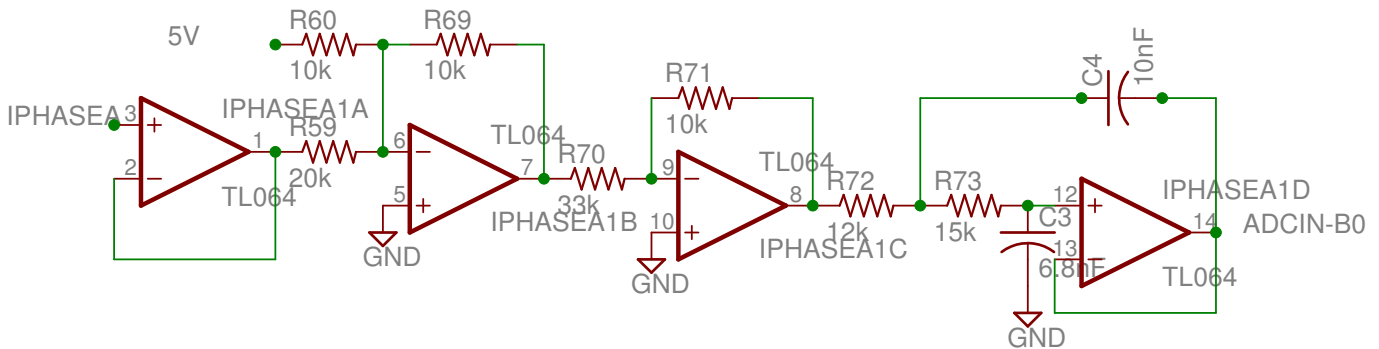 5V
R60
10k
R69
10k
IPHASEA
3
2
1
IPHASEA1A
TL064
R59
20k
6
5
7
TL064
IPHASEA1B
GND
R70
33k
R71
10k
9
10
8
TL064
IPHASEA1C
GND
R72
12k
R73
15k
C4
10nF
C3
6.8nF
GND
12
13
14
IPHASEA1D
TL064
ADCIN-B0